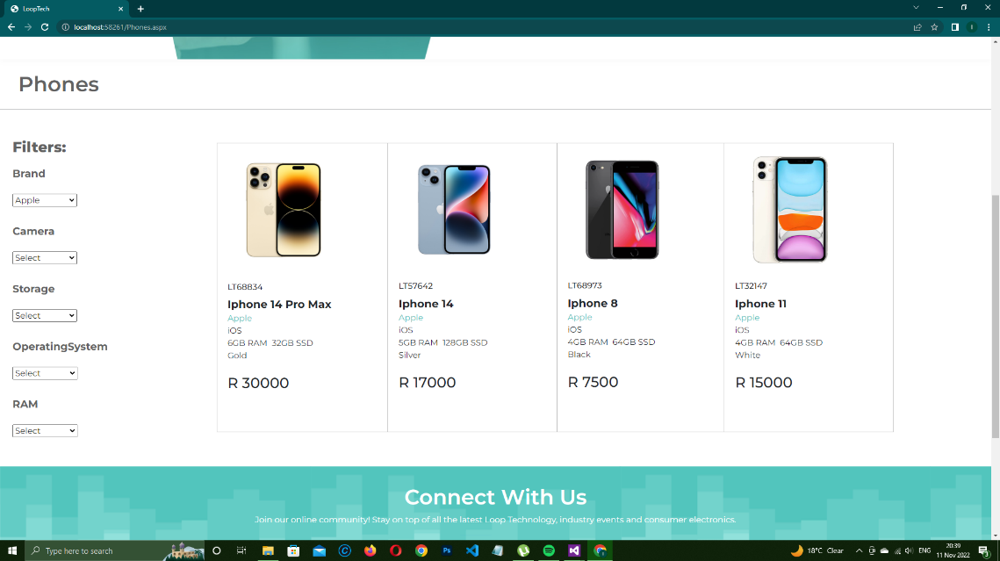 LoopTech
localhost:58261/Phones.aspx
Phones
Filters:
Brand
Apple
Camera
Select
Storage
Select
OperatingSystem
Select
RAM
Select
LT68834
Iphone 14 Pro Max
Apple
iOS
6GB RAM 32GB SSD
Gold
R 30000
LT57642
Iphone 14
Apple
iOS
5GB RAM 128GB SSD
Silver
R 17000
LT68973
Iphone 8
Apple
iOS
4GB RAM 64GB SSD
Black
R 7500
LT32147
Iphone 11
Apple
iOS
4GB RAM 64GB SSD
White
R 15000
Connect With Us
Join our online community! Stay on top of all the latest Loop Technology, industry events and consumer electronics.
Type here to search
Ps
18°C Clear
ENG
20:39
11 Nov 2022